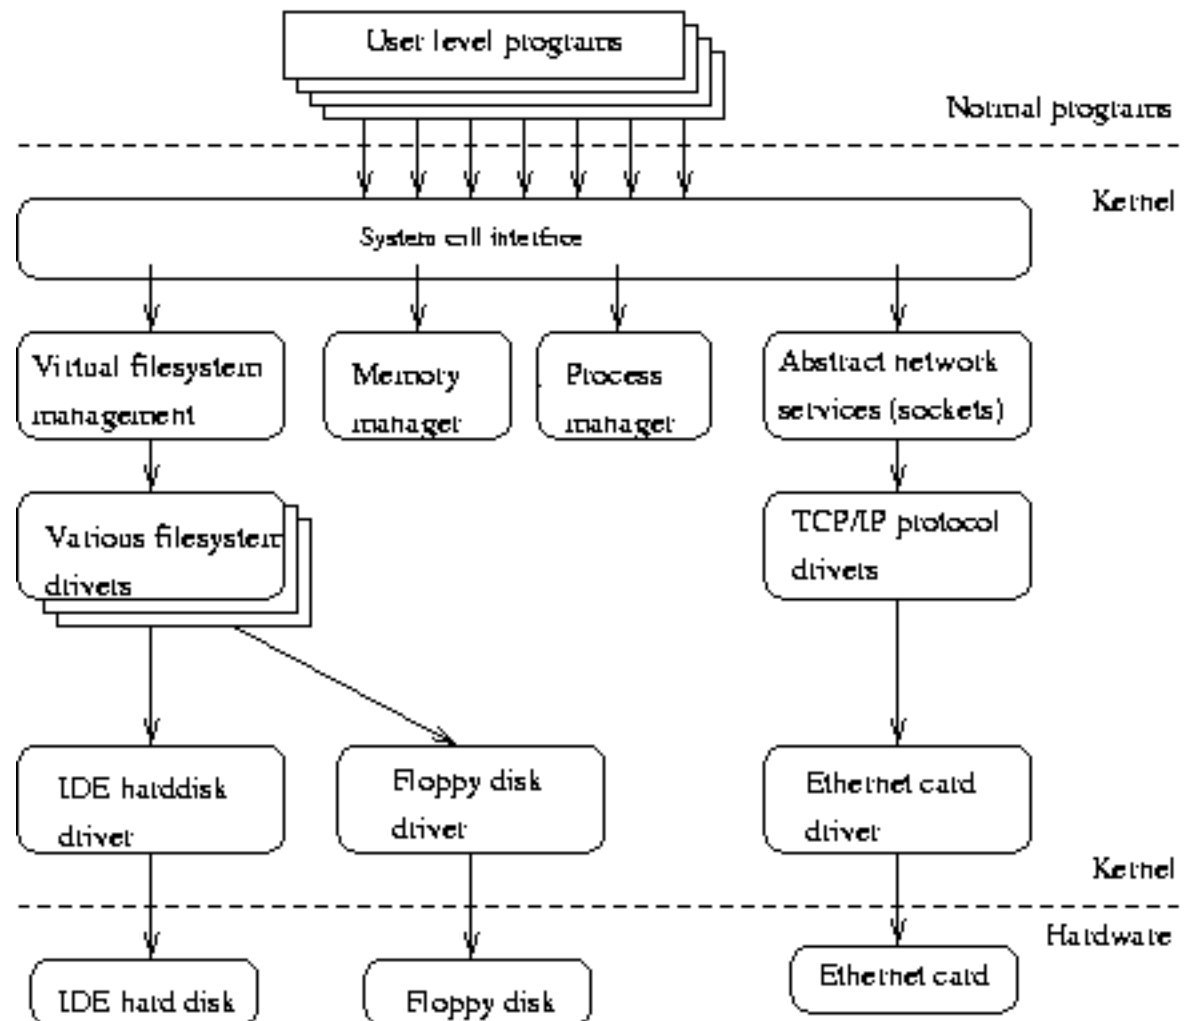 User level programs
Normal programs
Kernel
System call interface
Virtual filesystem
management
Memory
manager
Process
manager
Abstract network
services (sockets)
Various filesystem
drivers
TCP/IP protocol
drivers
IDE harddisk
driver
Floppy disk
driver
Ethernet card
driver
Kernel
Hardware
IDE hard disk
Floppy disk
Ethernet card